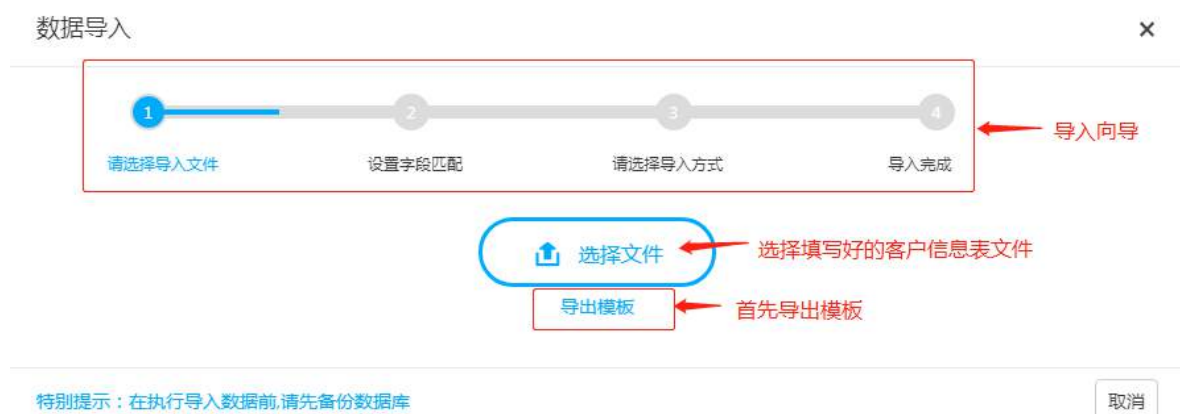 数据导入
×
1 2 3 4
导入向导
请选择导入文件 设置字段匹配 请选择导入方式 导入完成
选择文件
选择填写好的客户信息表文件
导出模板
首先导出模板
特别提示：在执行导入数据前,请先备份数据库
取消